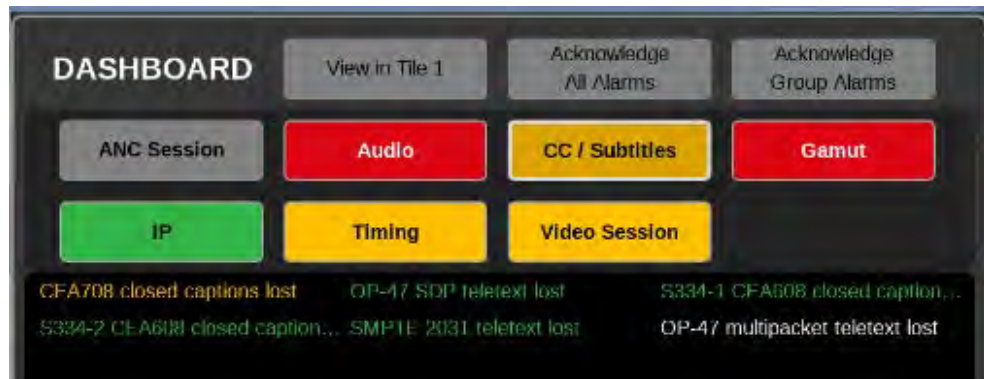 DASHBOARD
View in Tile 1
Acknowledge
All Alarms
Acknowledge
Group Alarms
ANC Session
Audio
CC / Subtitles
Gamut
IP
Timing
Video Session
CEA708 closed captions lost
OP-47 SDP teletext lost
S334-1 CEA608 closed caption...
S334-2 CEA608 closed caption...
SMPTE 2031 teletext lost
OP-47 multipacket teletext lost